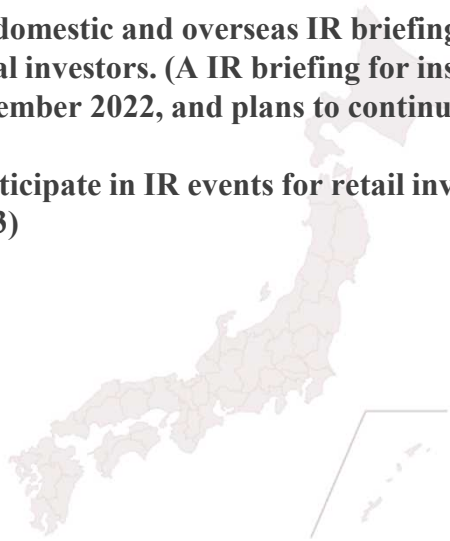 domestic and overseas IR briefing
al investors. (A IR briefing for ins
ember 2022, and plans to continu
ticipate in IR events for retail inv
3)